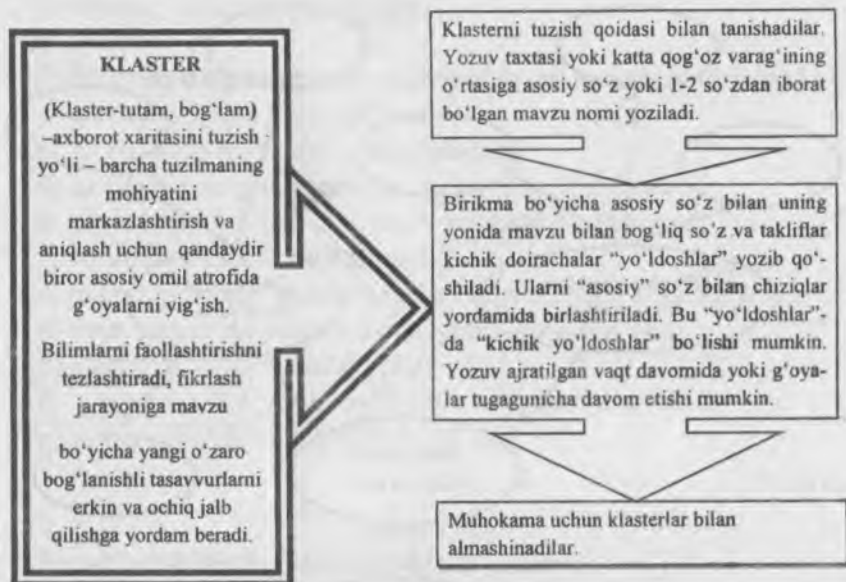 KLASTER
(Klaster-tutam, bog‘lam)
–axborot xaritasini tuzish
yo‘li – barcha tuzilmaning
mohiyatini
markazlashtirish va
aniqlash uchun qandaydir
biror asosiy omil atrofida
g‘oyalarni yig‘ish.
Bilimlarni faollashtirishni
tezlashtiradi, fikrlash
jarayoniga mavzu
bo‘yicha yangi o‘zaro
bog‘lanishli tasavvurlarni
erkin va ochiq jalb
qilishga yordam beradi.
Klasterni tuzish qoidasi bilan tanishadilar.
Yozuv taxtasi yoki katta qog‘oz varag‘ining
o‘rtasiga asosiy so‘z yoki 1-2 so‘zdan iborat
bo‘lgan mavzu nomi yoziladi.
Birikma bo‘yicha asosiy so‘z bilan uning
yonida mavzu bilan bog‘liq so‘z va takliflar
kichik doirachalar “yo‘ldoshlar” yozib qo‘-
shiladi. Ularni “asosiy” so‘z bilan chiziqlar
yordamida birlashtiriladi. Bu “yo‘ldoshlar”-
da “kichik yo‘ldoshlar” bo‘lishi mumkin.
Yozuv ajratilgan vaqt davomida yoki g‘oya-
lar tugagunicha davom etishi mumkin.
Muhokama uchun klasterlar bilan
almashinadilar.